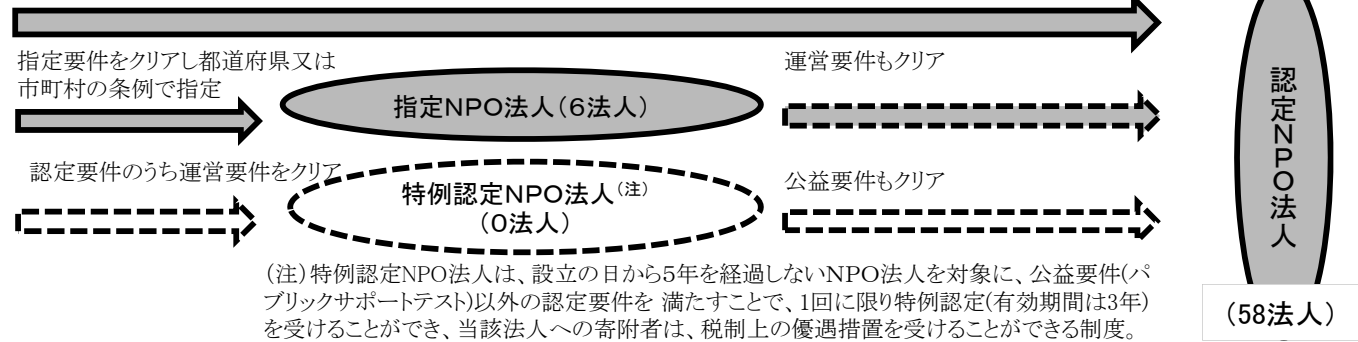 指定要件をクリアし都道府県又は
市町村の条例で指定
指定NPO法人(6法人)
運営要件もクリア
認定要件のうち運営要件をクリア
特例認定NPO法人(注)
(0法人)
公益要件もクリア
(注)特例認定NPO法人は、設立の日から5年を経過しないNPO法人を対象に、公益要件(パ
ブリックサポートテスト)以外の認定要件を 満たすことで、1回に限り特例認定(有効期間は3年)
を受けることができ、当該法人への寄附者は、税制上の優遇措置を受けることができる制度。
認定NPO法人
(58法人)